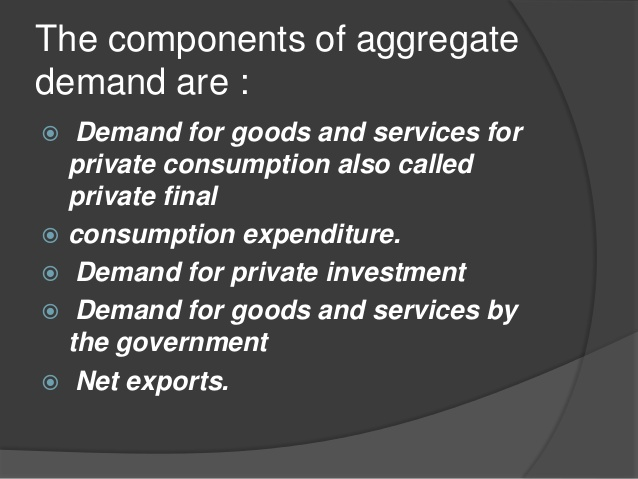 The components of aggregate
demand are :
Demand for goods and services for
private consumption also called
private final
consumption expenditure.
Demand for private investment
Demand for goods and services by
the government
Net exports.